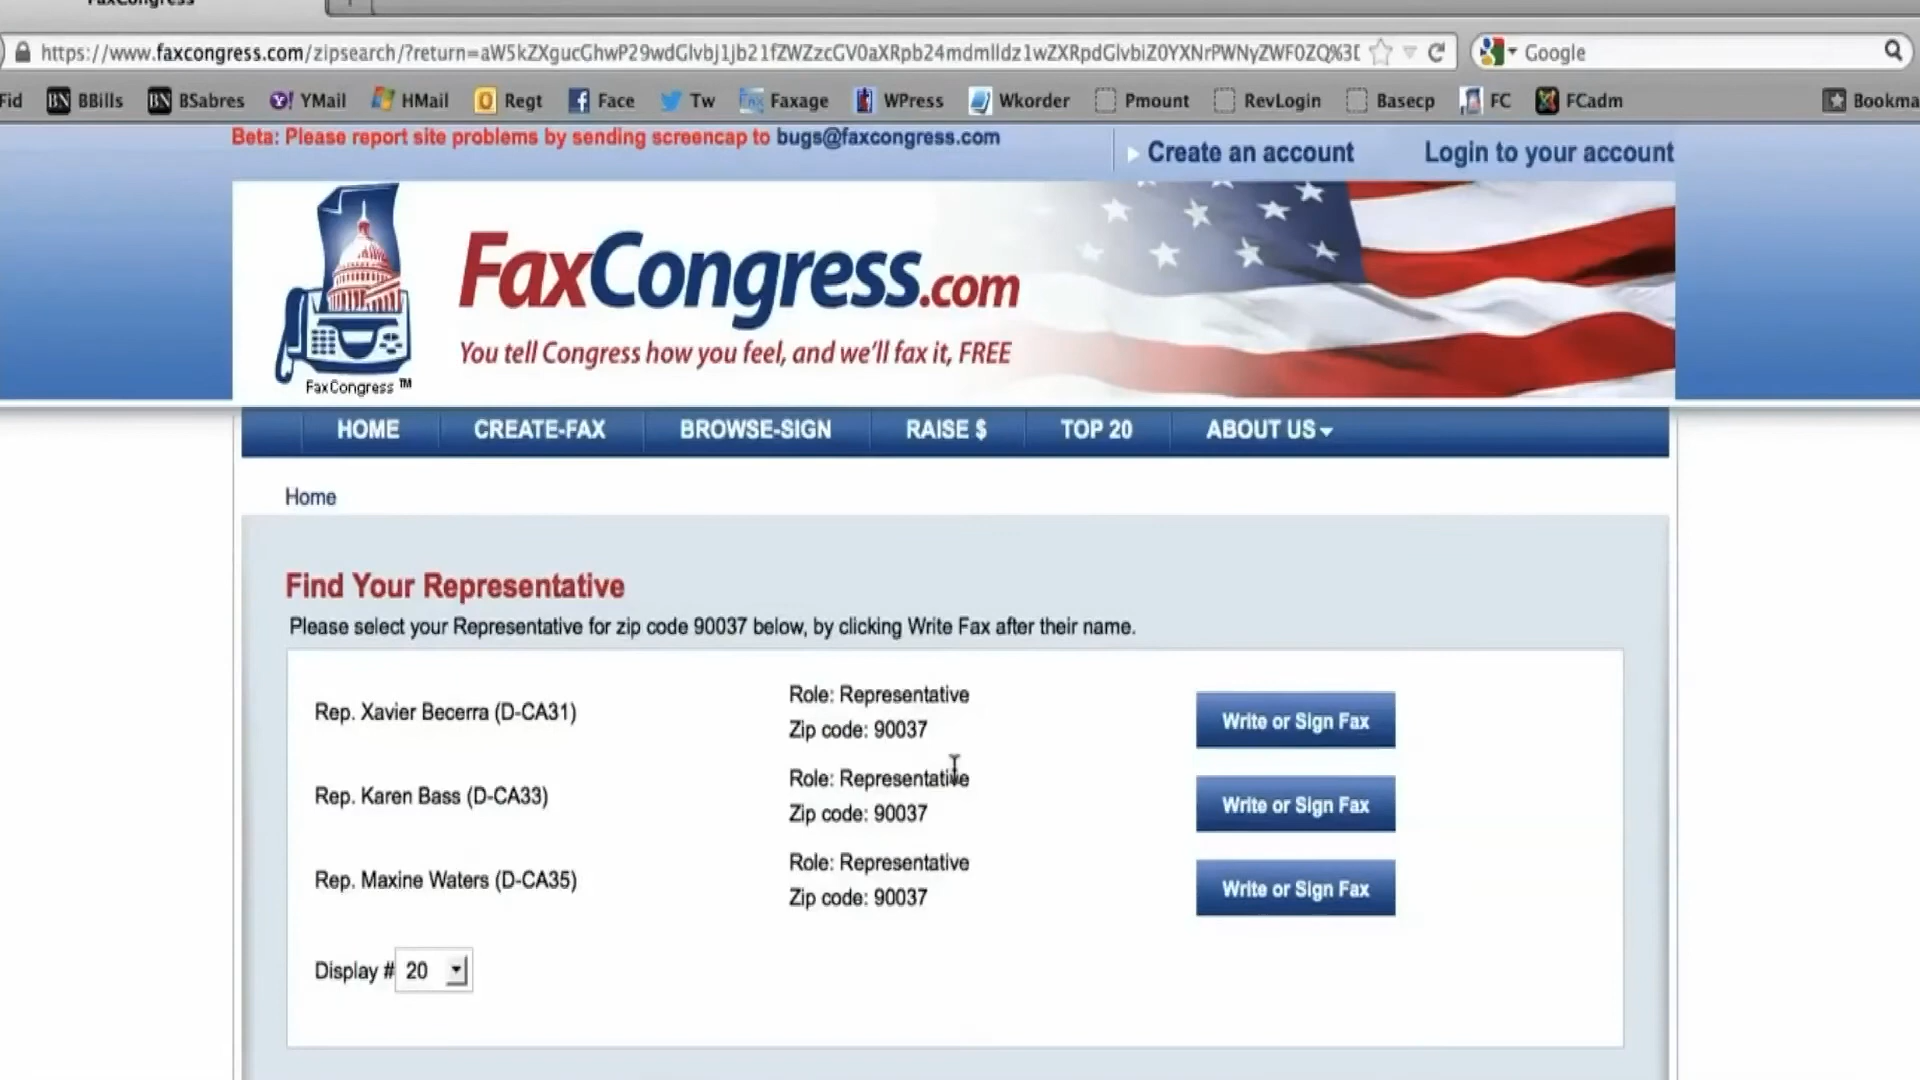 FaxCongress
https://www.faxcongress.com/zipsearch/?return=aW5kZXgucGhwP29wdGlvbj1jb21fZWZzcGV0aXRpb24mdmlldz1wZXRpdGlvbiZ0YXNrPWNyZWF0ZQ%3D Google
Fid BBills BSabres YMail HMail Regt Face Tw Faxage WPress Wkorder Pmount RevLogin Basecp FC FCadm Bookma
Beta: Please report site problems by sending screencap to bugs@faxcongress.com
Create an account Login to your account
FaxCongress.com
You tell Congress how you feel, and we'll fax it, FREE
FaxCongress ™
HOME CREATE-FAX BROWSE-SIGN RAISE $ TOP 20 ABOUT US
Home
Find Your Representative
Please select your Representative for zip code 90037 below, by clicking Write Fax after their name.
Rep. Xavier Becerra (D-CA31) Role: Representative Write or Sign Fax
Zip code: 90037
Rep. Karen Bass (D-CA33) Role: Representative Write or Sign Fax
Zip code: 90037
Rep. Maxine Waters (D-CA35) Role: Representative Write or Sign Fax
Zip code: 90037
Display # 20